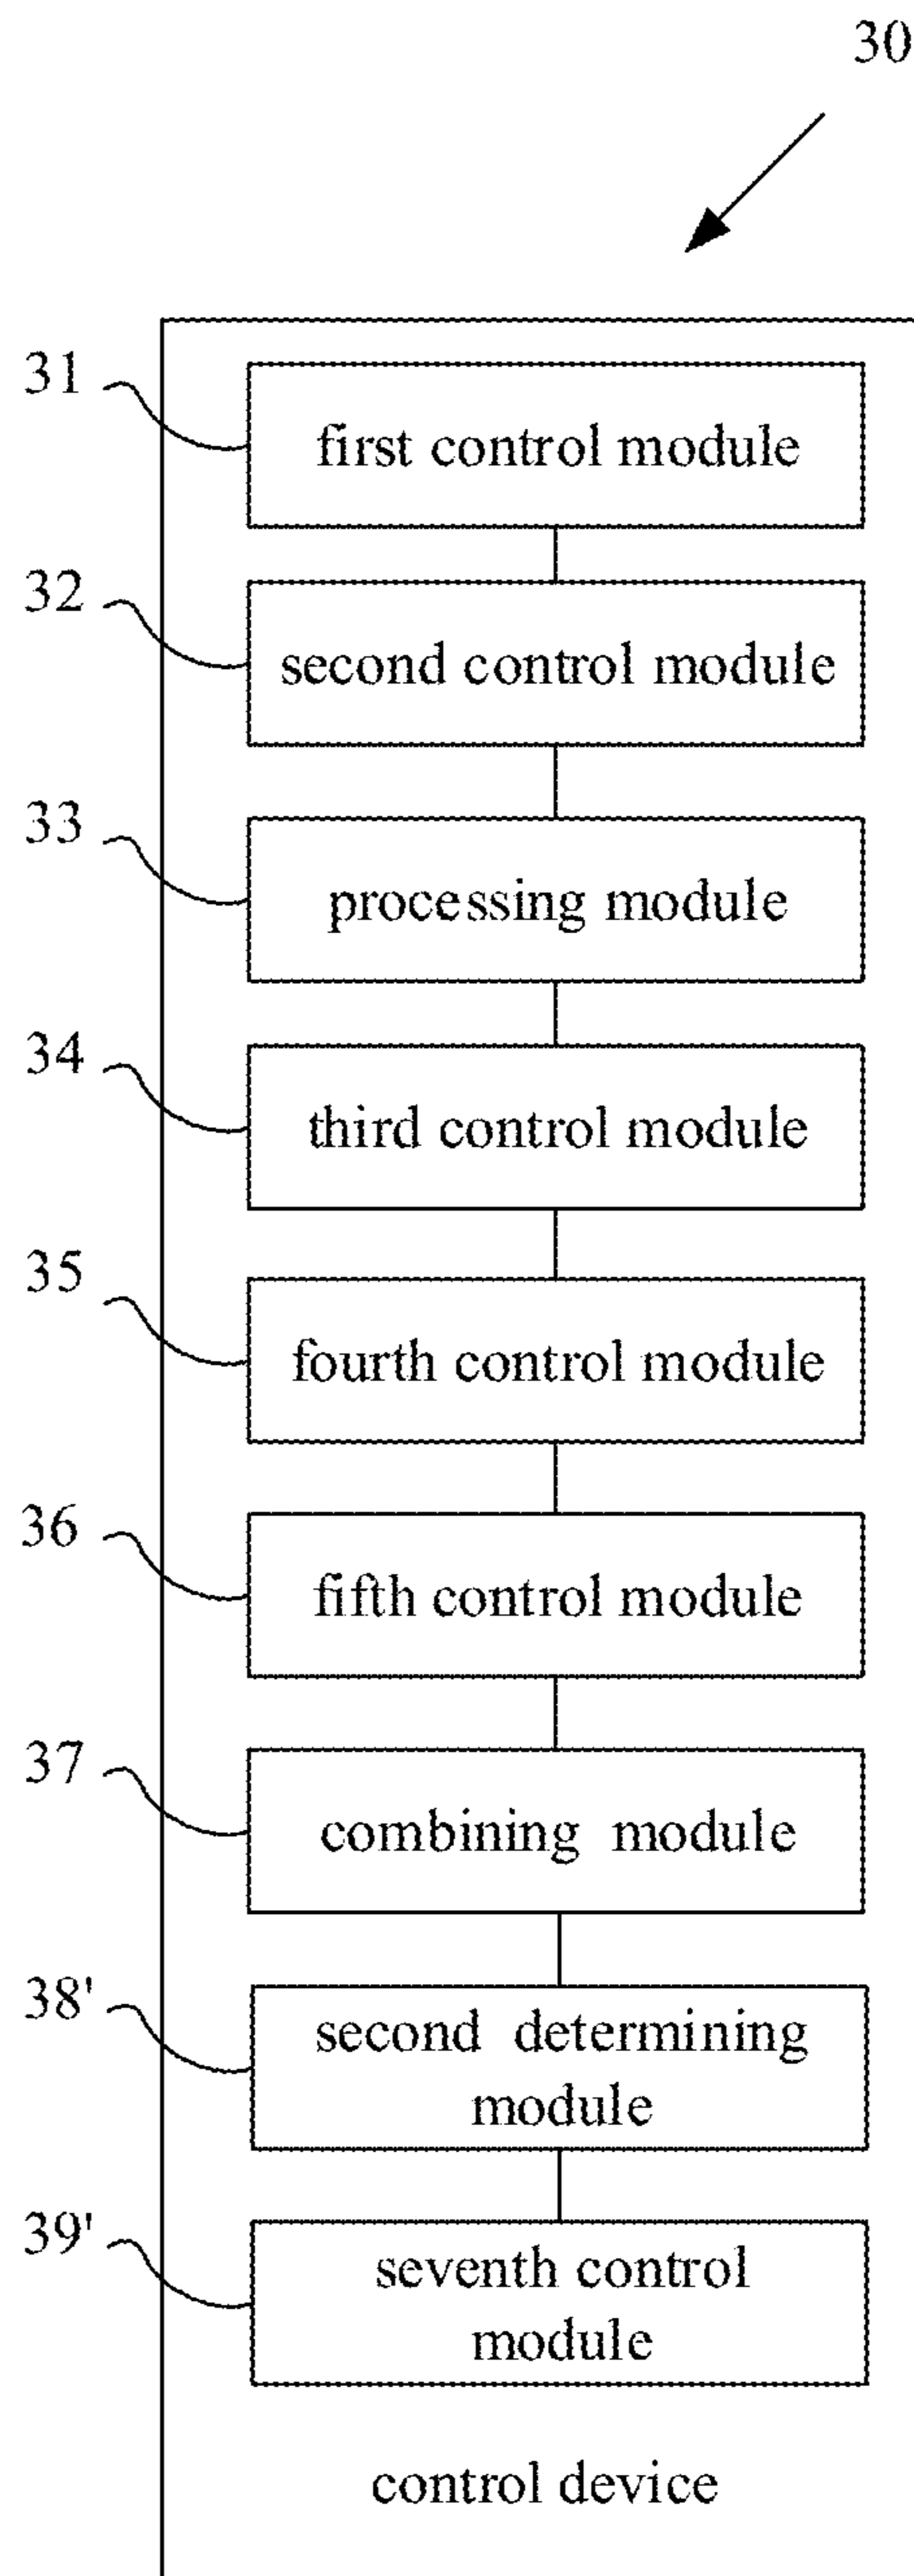 30
31
first control module
32
second control module
33
processing module
34
third control module
35
fourth control module
36
fifth control module
37
combining module
38'
second determining
module
39'
seventh control
module
control device